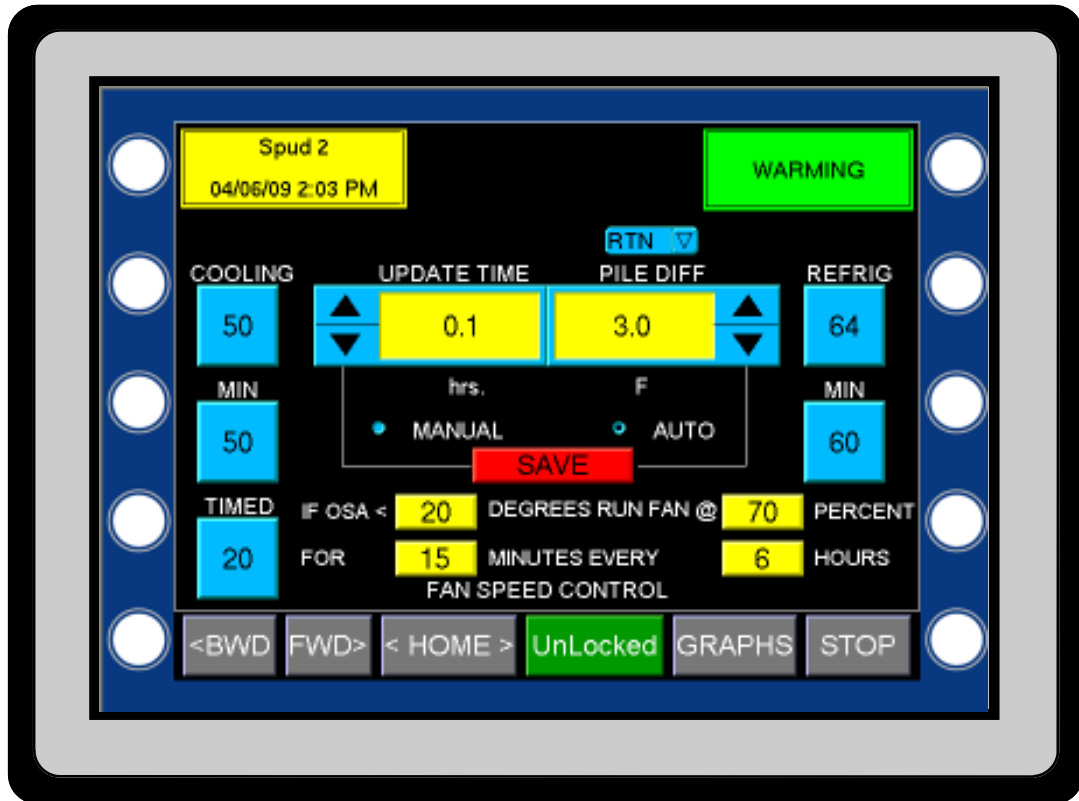 Spud 2
04/06/09 2:03 PM
WARMING
RTN
COOLING
UPDATE TIME
PILE DIFF
REFRIG
50
0.1
3.0
64
MIN
hrs.
F
MIN
50
MANUAL
AUTO
60
SAVE
TIMED
20
IF OSA < 20 DEGREES RUN FAN @ 70 PERCENT
FOR 15 MINUTES EVERY 6 HOURS
FAN SPEED CONTROL
<BWD
FWD>
< HOME >
UnLocked
GRAPHS
STOP